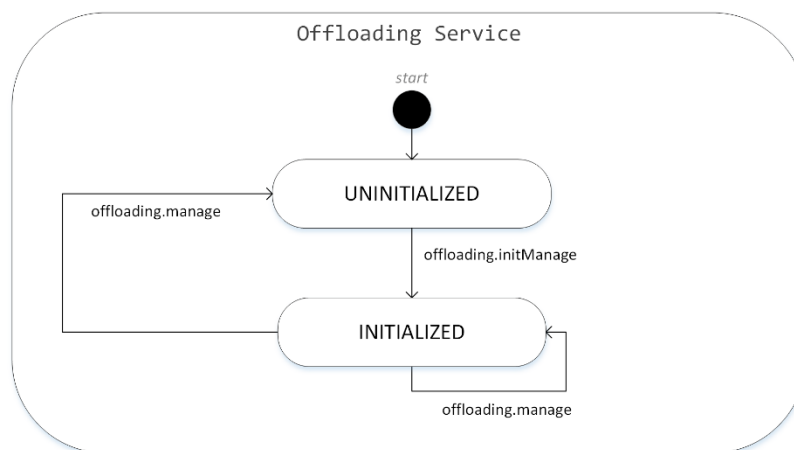 Offloading Service
start
UNINITIALIZED
offloading.manage
offloading.initManage
INITIALIZED
offloading.manage